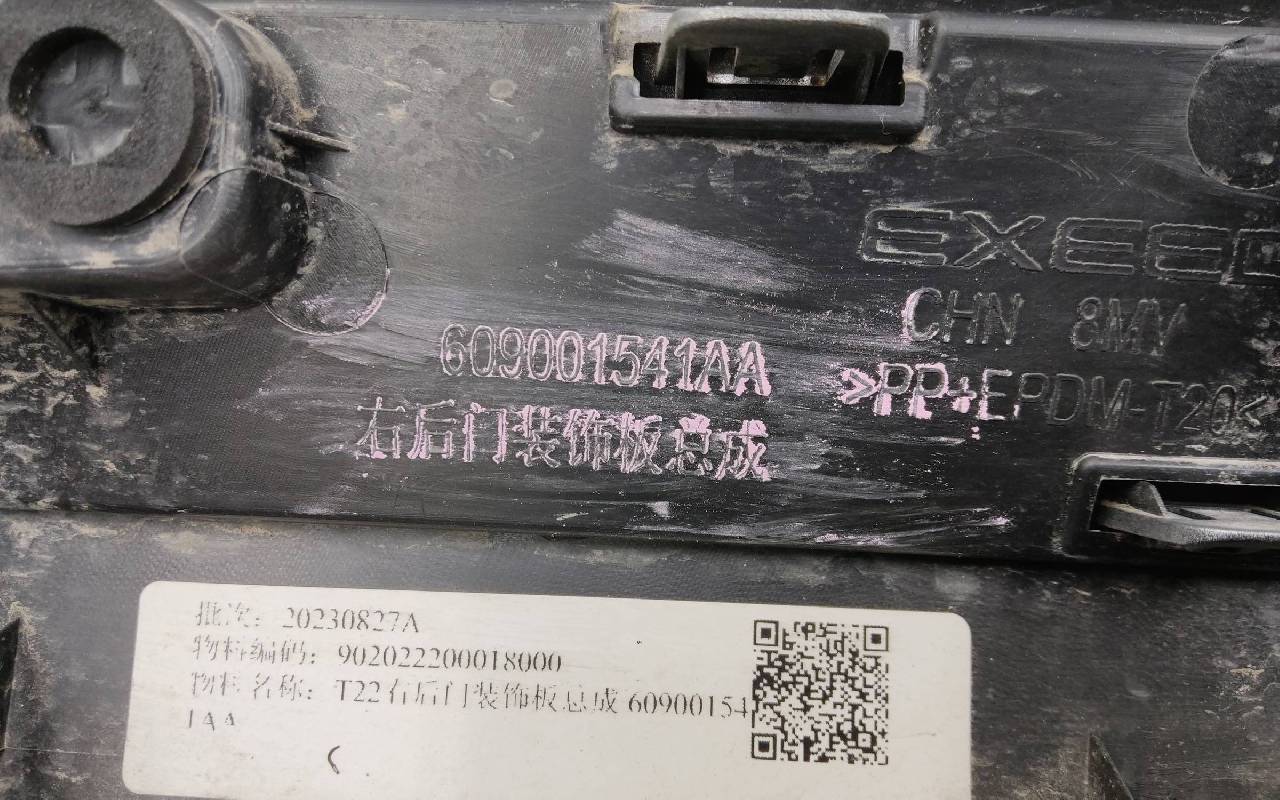 EXEED
CHN 8MV
609001541AA
>PP+EPDM-T20<
右后门装饰板总成
批次: 20230827A
物料编码: 902022200018000
物料名称: T22右后门装饰板总成 60900154
1AA